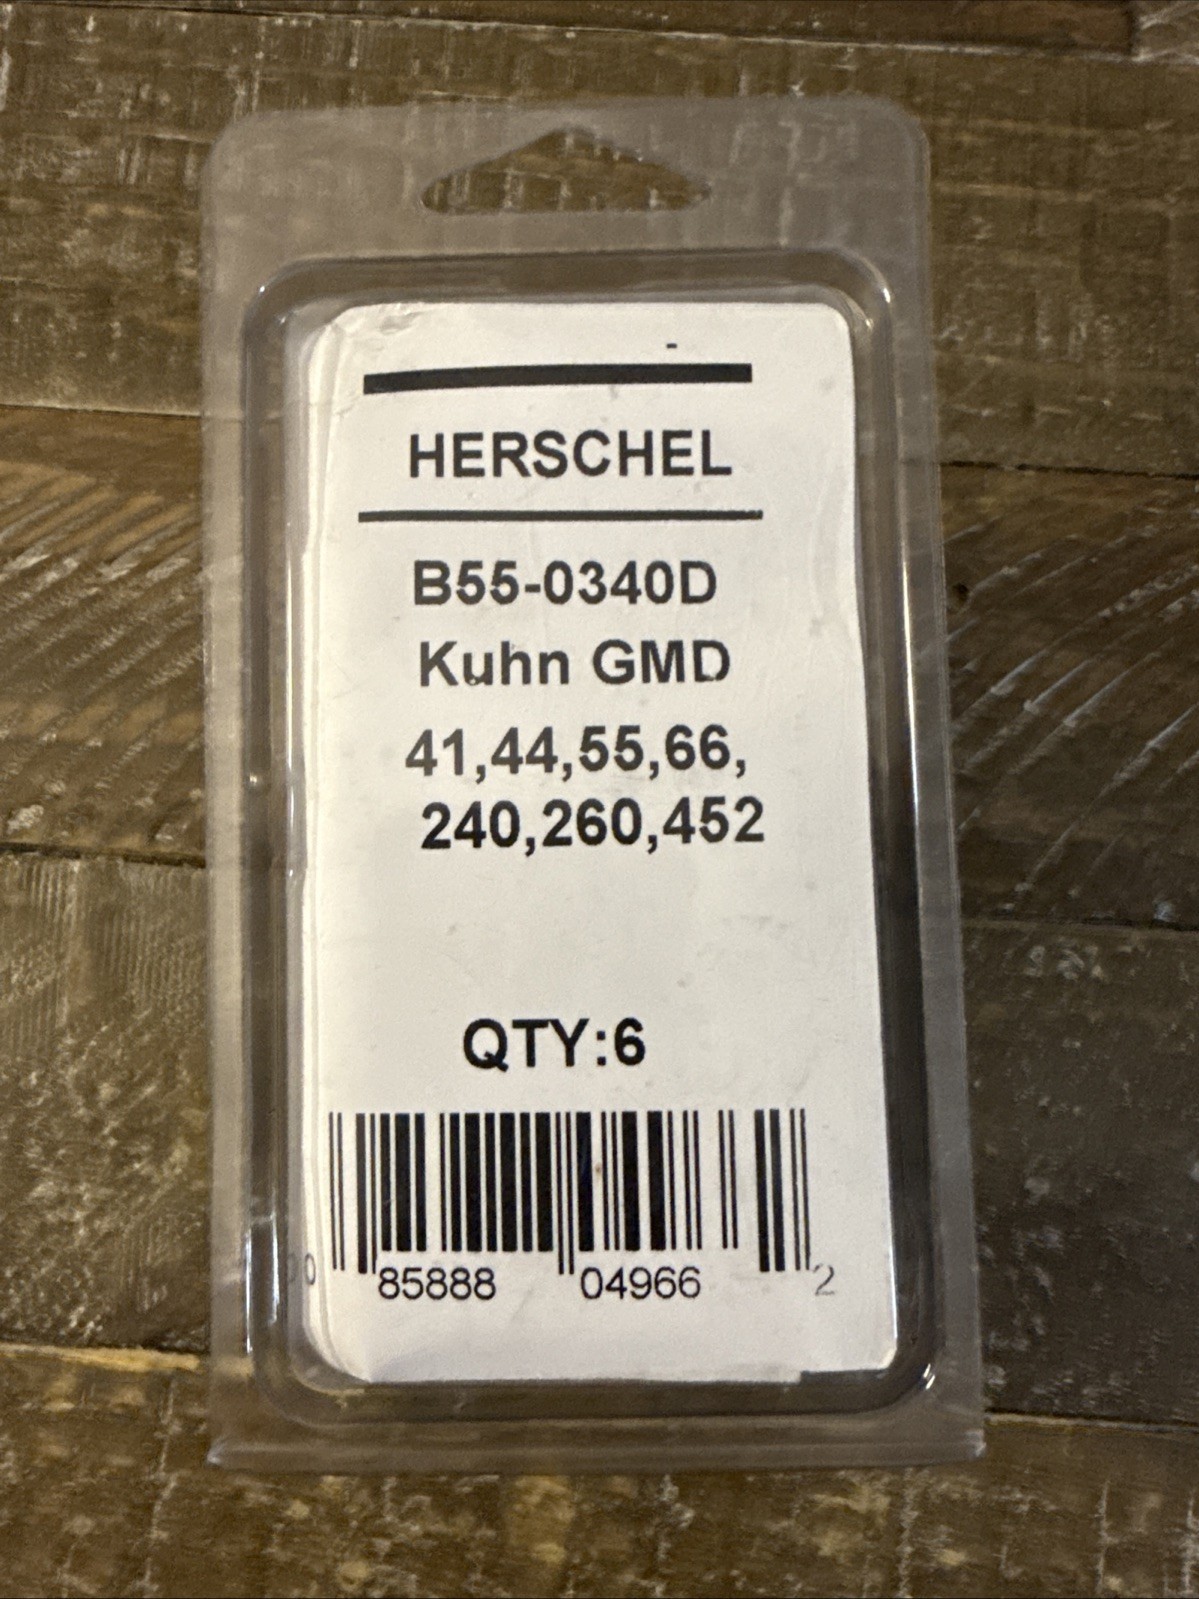 HERSCHEL
B55-0340D
Kuhn GMD
41,44,55,66,
240,260,452
QTY:6
0 85888 04966 2